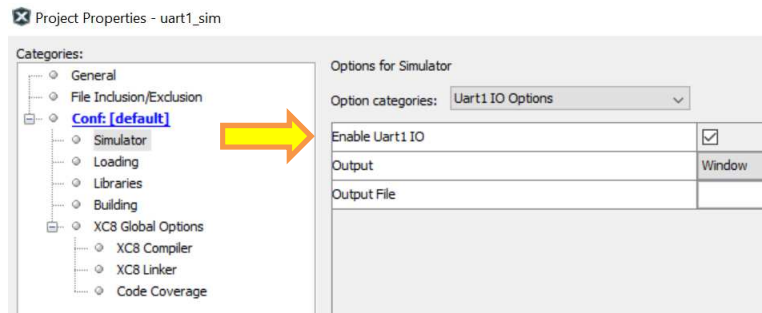 Project Properties - uart1_sim
Categories:
General
File Inclusion/Exclusion
Conf: [default]
Simulator
Loading
Libraries
Building
XC8 Global Options
XC8 Compiler
XC8 Linker
Code Coverage
Options for Simulator
Option categories: Uart1 IO Options
Enable Uart1 IO
Output Window
Output File